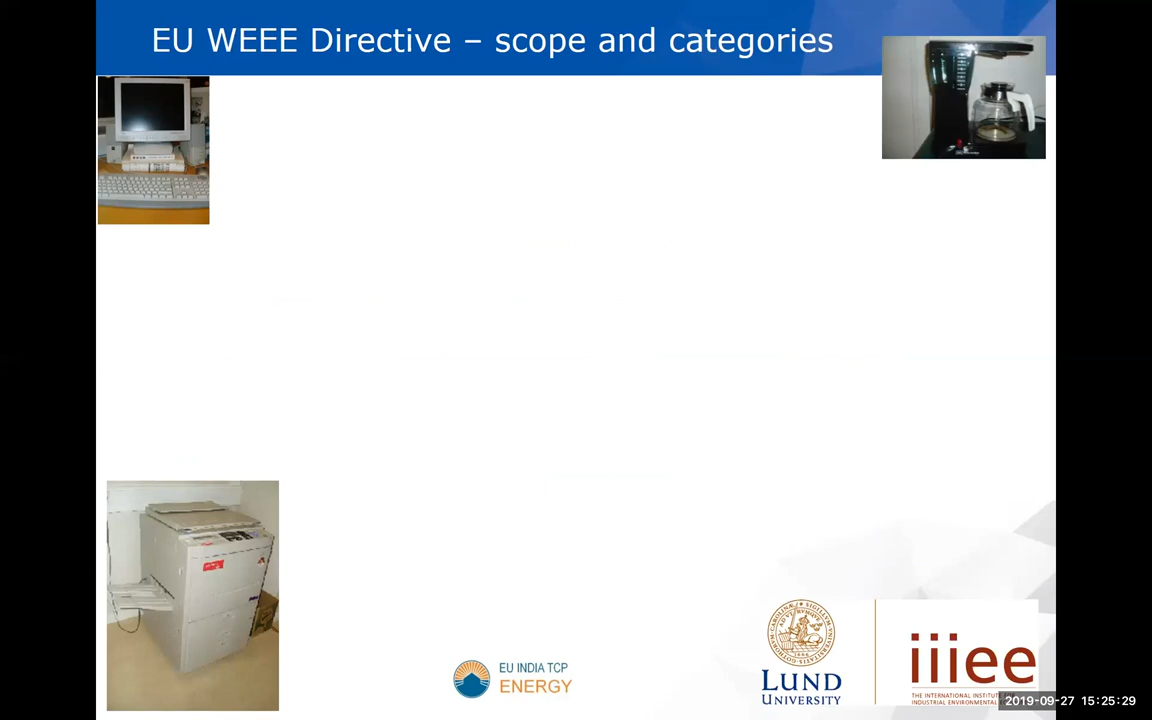 EU WEEE Directive – scope and categories
EU INDIA TCP
ENERGY
LUND
UNIVERSITY
iiiee
THE INTERNATIONAL INSTITUTE
INDUSTRIAL ENVIRONMENTAL
2019-09-27 15:25:29